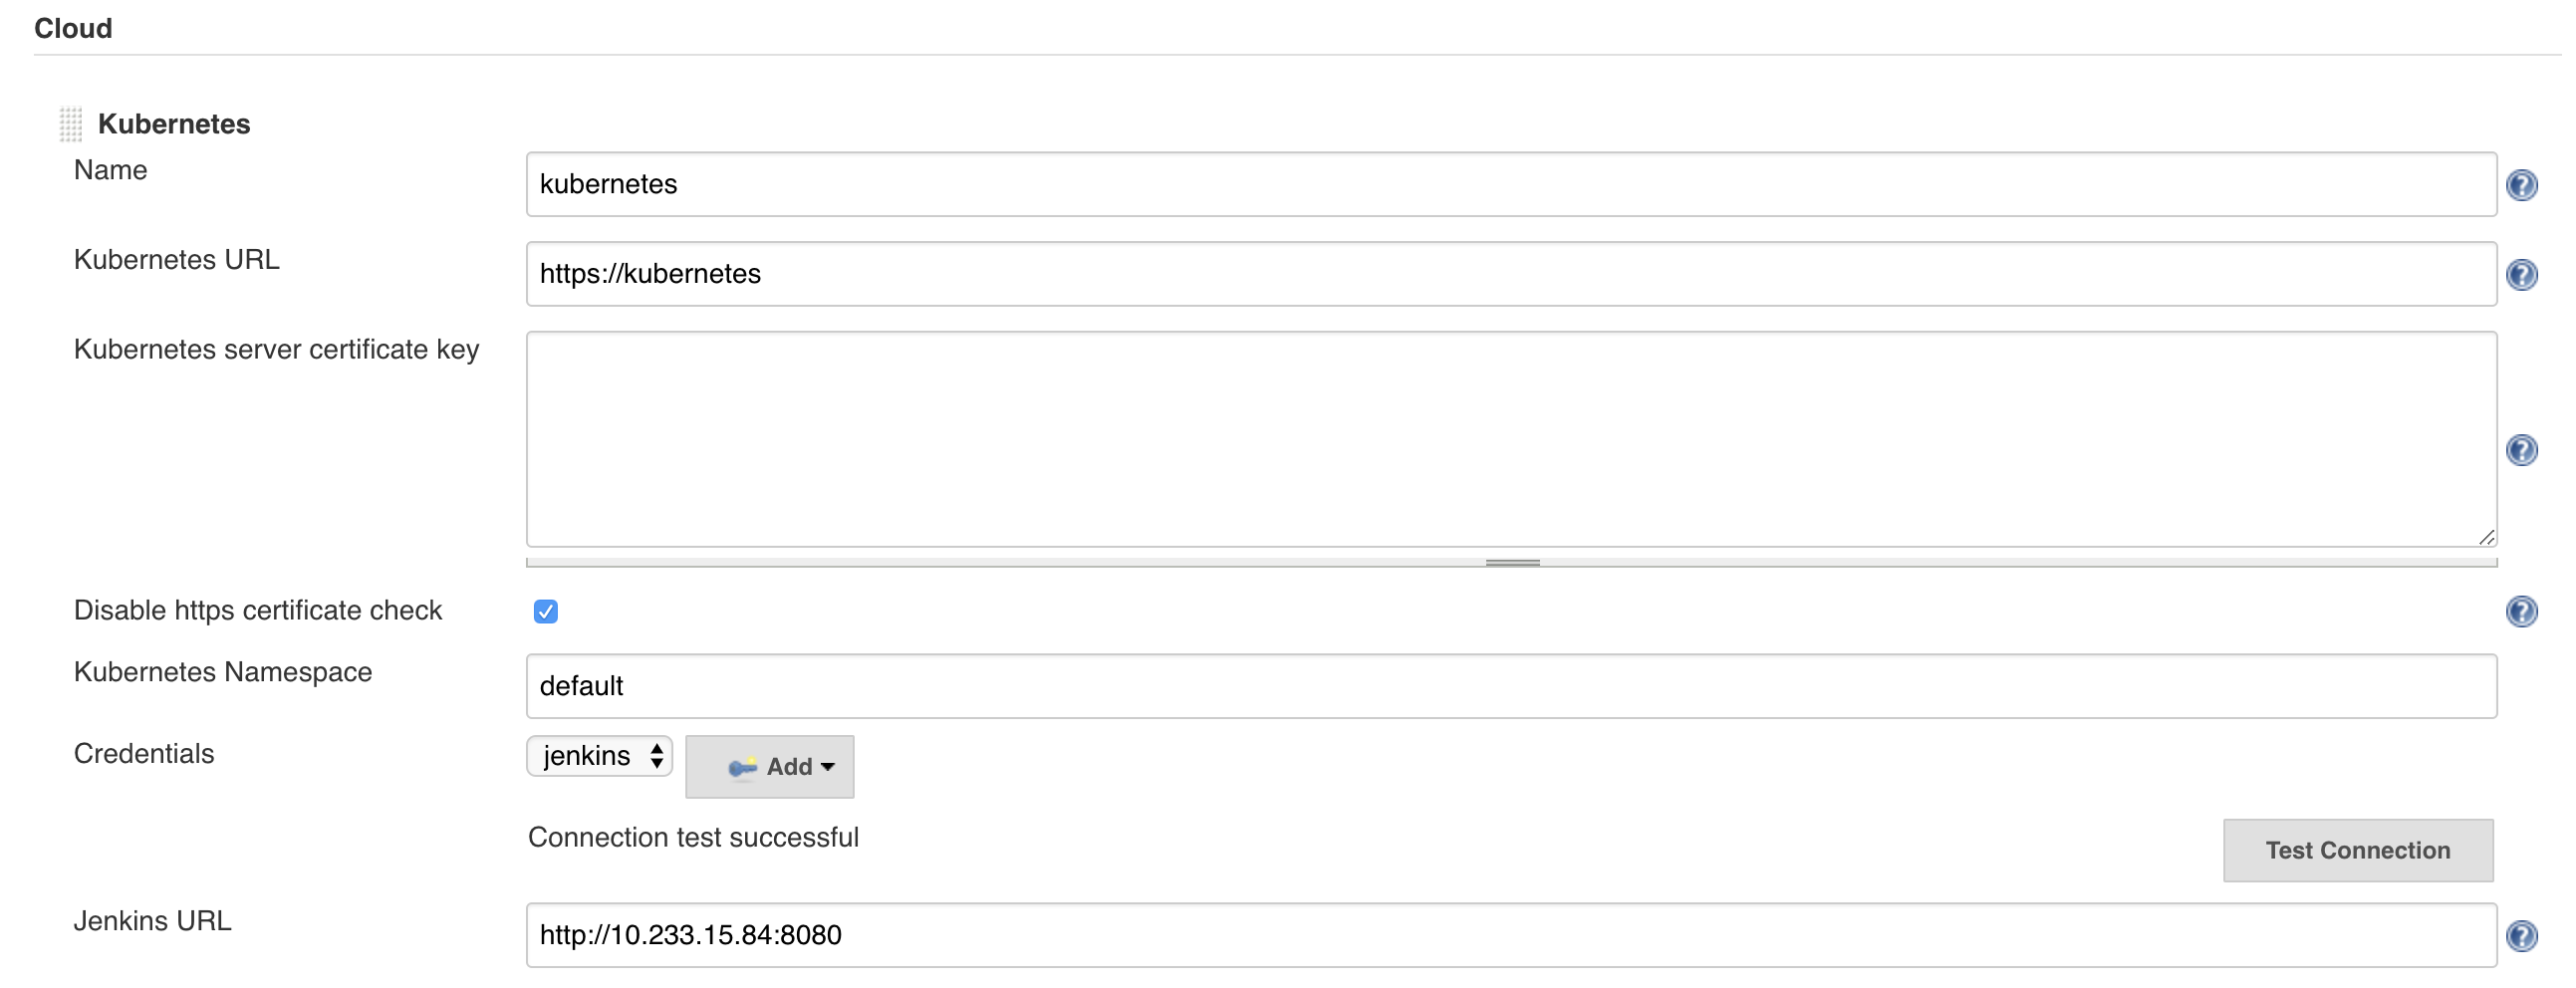 Cloud
Kubernetes
Name
kubernetes
Kubernetes URL
https://kubernetes
Kubernetes server certificate key
Disable https certificate check
Kubernetes Namespace
default
Credentials
jenkins
Add
Connection test successful
Test Connection
Jenkins URL
http://10.233.15.84:8080